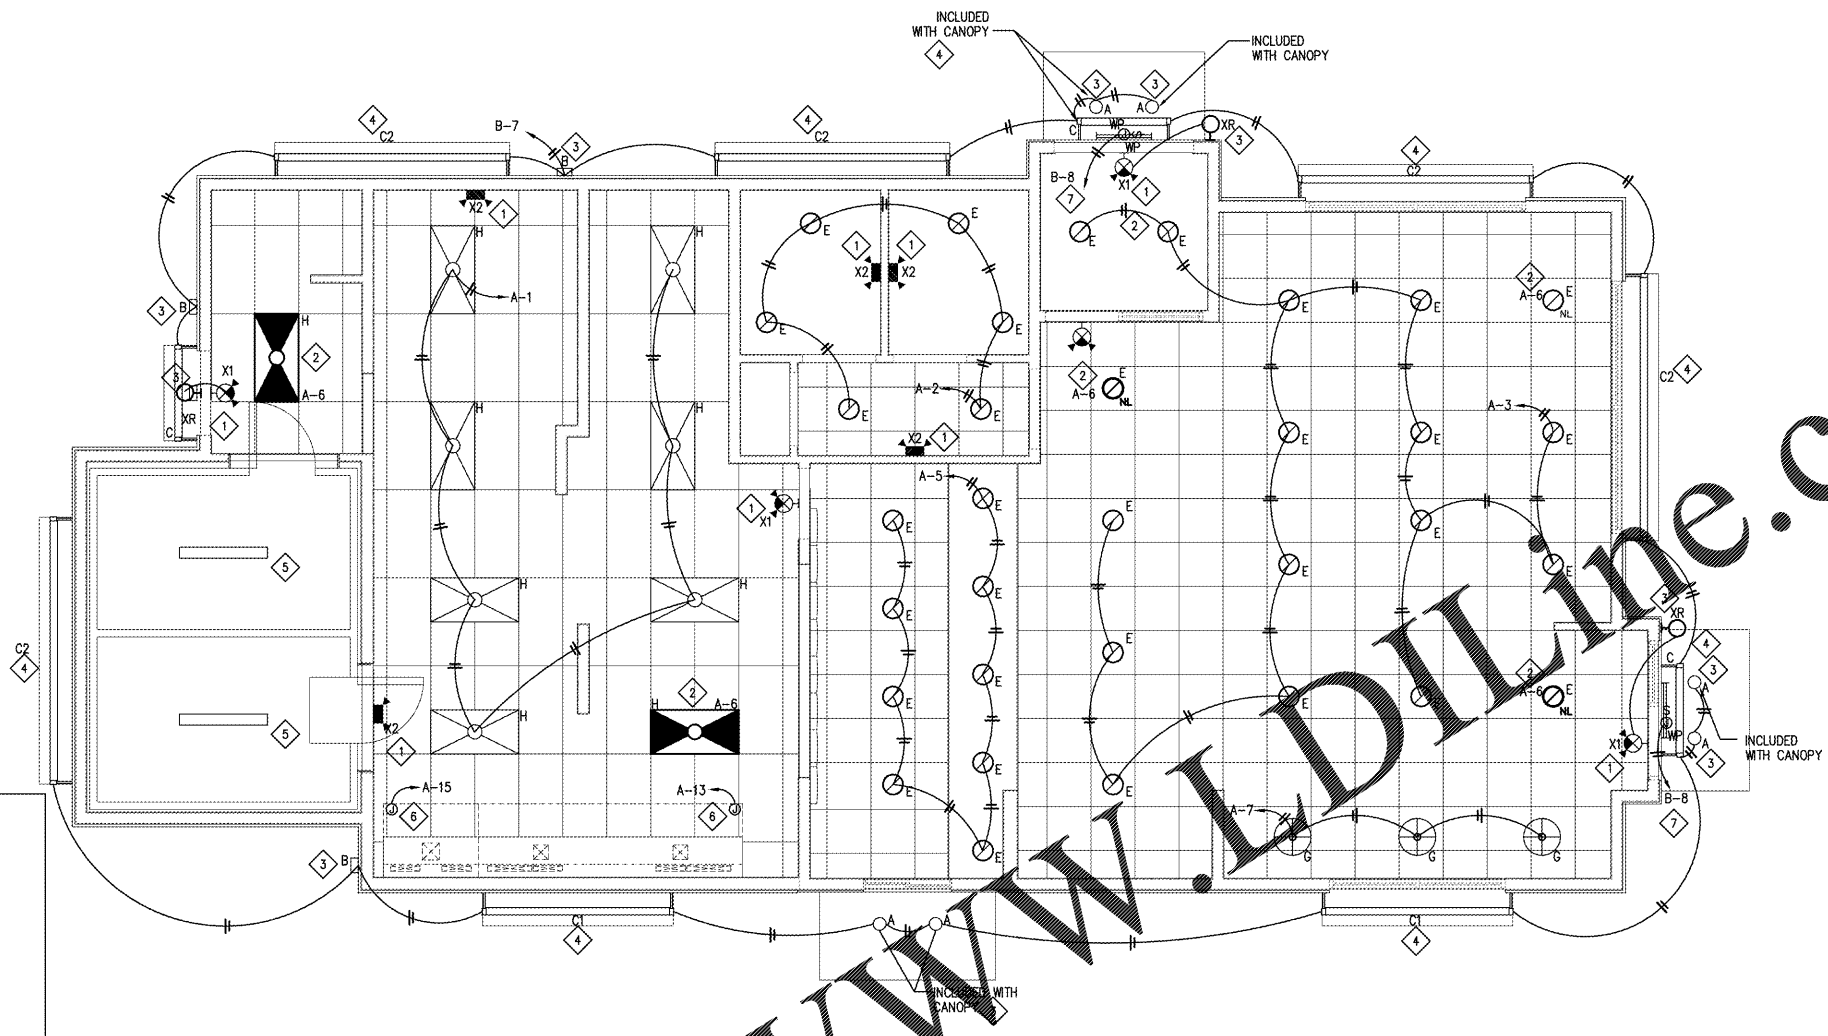 INCLUDED
WITH CANOPY
4
INCLUDED
WITH CANOPY
3
3
A
A
C
WP
S
WP
XR
3
4
C2
B-7
3
B
4
C2
4
C2
B-8
7
X1
1
2
E
E
X2
1
H
H
E
E
1
1
X2
X2
A-1
2
A-6
E
NL
E
E
3
B
H
2
A-6
X1
3
H
XR
1
C
E
E
2
A-6
E
NL
C2
4
A-2
E
E
H
H
X2
1
A-3
E
E
E
A-5
E
1
X1
E
E
E
5
E
E
E
E
H
H
E
E
3
XR
C2
4
E
E
4
3
C
A
H
H
2
A-6
E
E
E
E
2
A-6
E
NL
5
X2
1
S
WP
A
X1
1
3
INCLUDED
WITH CANOPY
E
E
E
B-8
7
A-15
J
6
A-13
J
6
A-7
G
G
G
E
3
B
C1
4
A
A
C1
4
INCLUDED WITH
CANOPY
3
www.LDILine.c